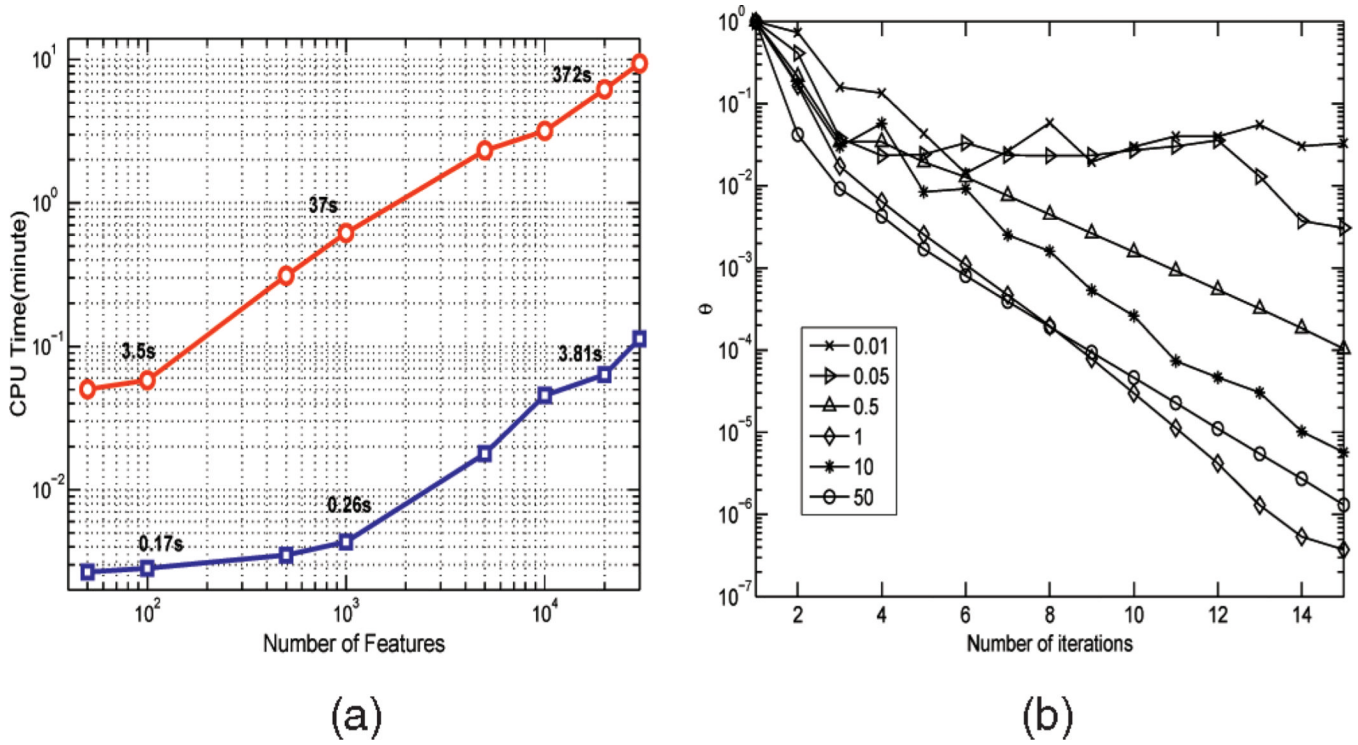 10^1
10^0
10^-1
10^-2
CPU Time(minute)
372s
37s
3.5s
3.81s
0.26s
0.17s
10^2
10^3
10^4
Number of Features
(a)
10^0
10^-1
10^-2
10^-3
10^-4
10^-5
10^-6
10^-7
θ
0.01
0.05
0.5
1
10
50
2
4
6
8
10
12
14
Number of iterations
(b)